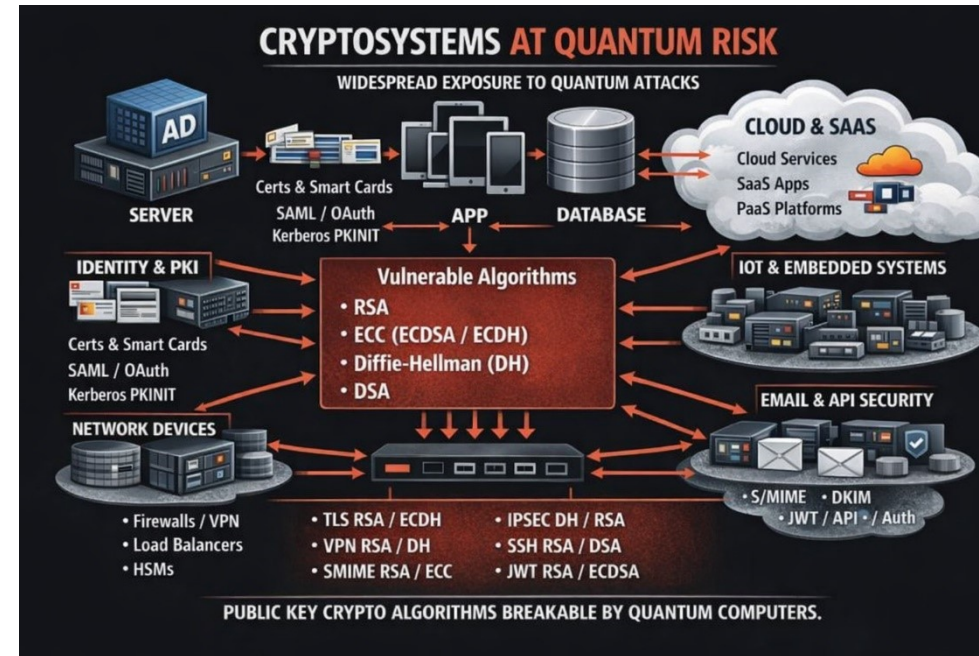 CRYPTOSYSTEMS AT QUANTUM RISK
WIDESPREAD EXPOSURE TO QUANTUM ATTACKS
AD
SERVER
Certs & Smart Cards
SAML / OAuth
Kerberos PKINIT
APP
DATABASE
CLOUD & SAAS
Cloud Services
SaaS Apps
PaaS Platforms
IDENTITY & PKI
Certs & Smart Cards
SAML / OAuth
Kerberos PKINIT
Vulnerable Algorithms
• RSA
• ECC (ECDSA / ECDH)
• Diffie-Hellman (DH)
• DSA
IOT & EMBEDDED SYSTEMS
NETWORK DEVICES
• Firewalls / VPN
• Load Balancers
• HSMs
EMAIL & API SECURITY
• S/MIME • DKIM
• JWT / API • / Auth
• TLS RSA / ECDH
• VPN RSA / DH
• SMIME RSA / ECC
• IPSEC DH / RSA
• SSH RSA / DSA
• JWT RSA / ECDSA
PUBLIC KEY CRYPTO ALGORITHMS BREAKABLE BY QUANTUM COMPUTERS.